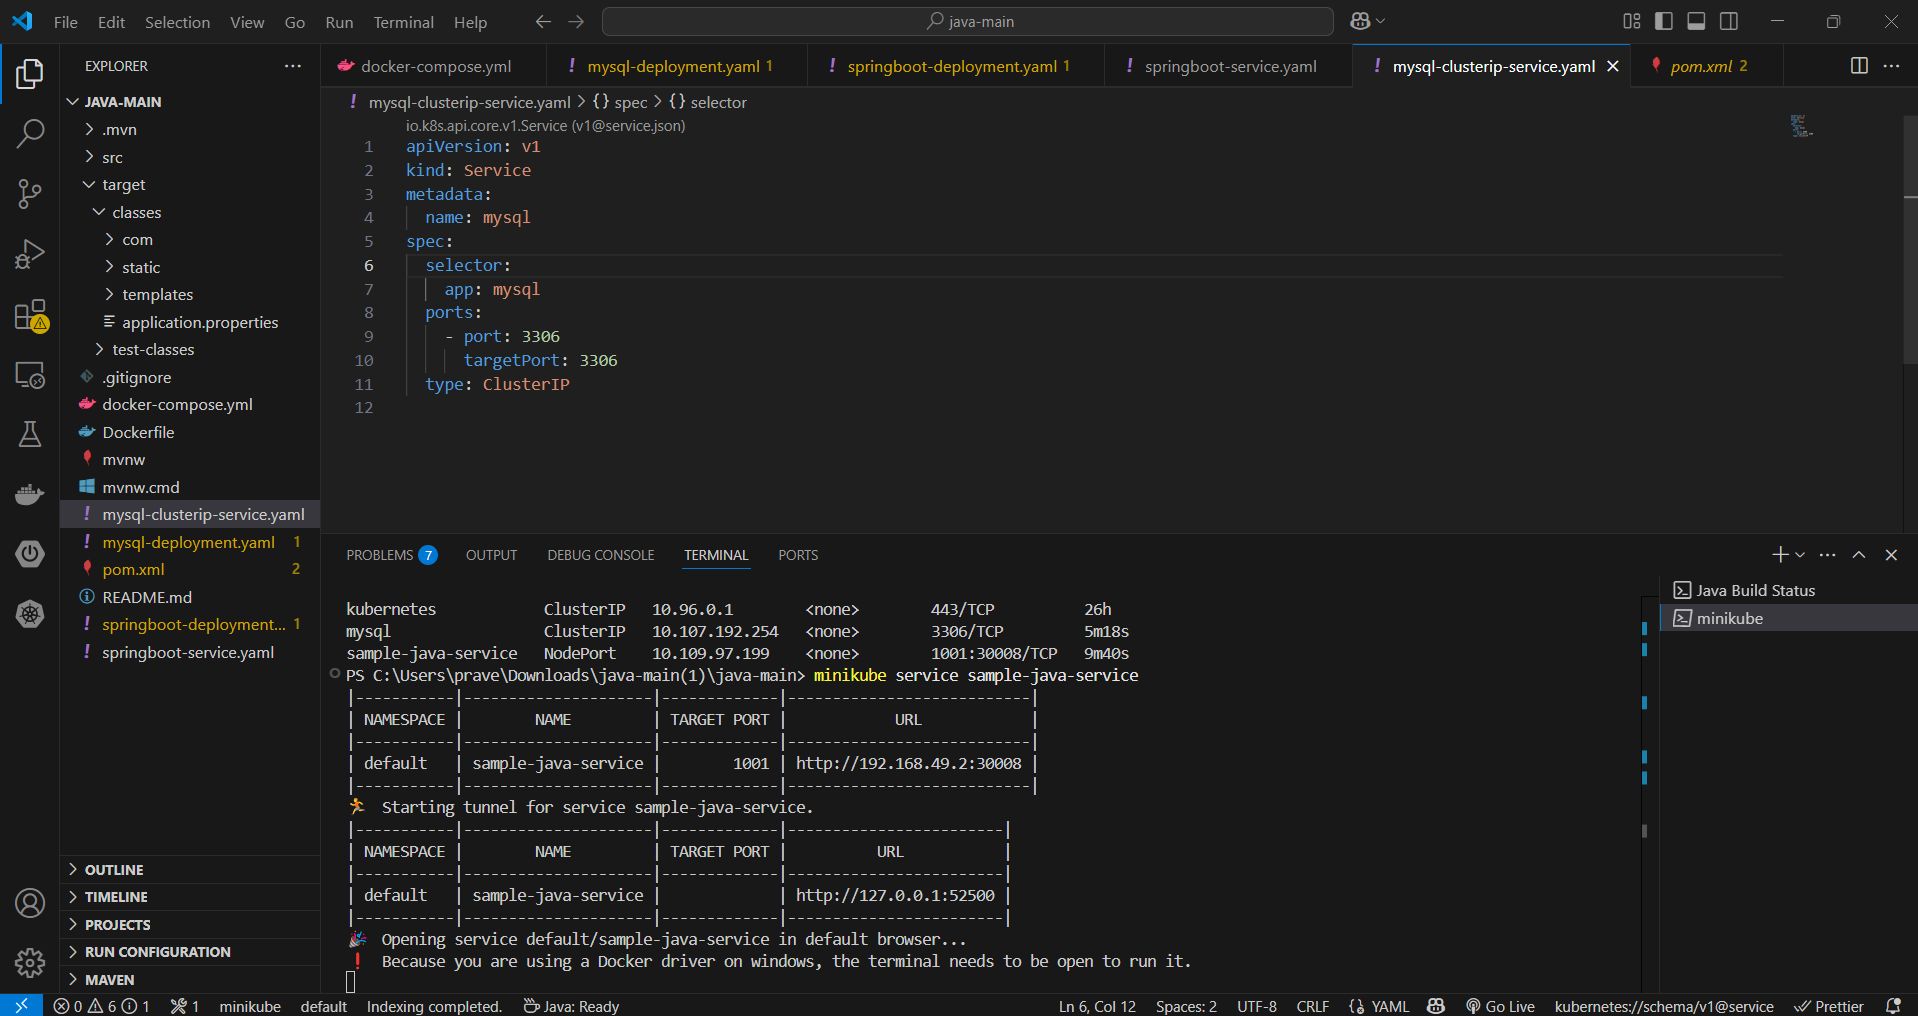 File Edit Selection View Go Run Terminal Help java-main
EXPLORER
JAVA-MAIN
.mvn
src
target
classes
com
static
templates
application.properties
test-classes
.gitignore
docker-compose.yml
Dockerfile
mvnw
mvnw.cmd
mysql-clusterip-service.yaml
mysql-deployment.yaml 1
pom.xml 2
README.md
springboot-deployment... 1
springboot-service.yaml
OUTLINE
TIMELINE
PROJECTS
RUN CONFIGURATION
MAVEN
docker-compose.yml mysql-deployment.yaml 1 springboot-deployment.yaml 1 springboot-service.yaml mysql-clusterip-service.yaml pom.xml 2
mysql-clusterip-service.yaml > {} spec > {} selector
io.k8s.api.core.v1.Service (v1@service.json)
1 apiVersion: v1
2 kind: Service
3 metadata:
4 name: mysql
5 spec:
6 selector:
7 app: mysql
8 ports:
9 - port: 3306
10 targetPort: 3306
11 type: ClusterIP
12
PROBLEMS 7 OUTPUT DEBUG CONSOLE TERMINAL PORTS
kubernetes ClusterIP 10.96.0.1 <none> 443/TCP 26h
mysql ClusterIP 10.107.192.254 <none> 3306/TCP 5m18s
sample-java-service NodePort 10.109.97.199 <none> 1001:30008/TCP 9m40s
PS C:\Users\prave\Downloads\java-main(1)\java-main> minikube service sample-java-service
|-----------|---------------------|-------------|---------------------------|
| NAMESPACE | NAME | TARGET PORT | URL |
|-----------|---------------------|-------------|---------------------------|
| default | sample-java-service | 1001 | http://192.168.49.2:30008 |
|-----------|---------------------|-------------|---------------------------|
🏃 Starting tunnel for service sample-java-service.
|-----------|---------------------|-------------|------------------------|
| NAMESPACE | NAME | TARGET PORT | URL |
|-----------|---------------------|-------------|------------------------|
| default | sample-java-service | | http://127.0.0.1:52500 |
|-----------|---------------------|-------------|------------------------|
🎉 Opening service default/sample-java-service in default browser...
❗ Because you are using a Docker driver on windows, the terminal needs to be open to run it.
Java Build Status
minikube
0 6 1 1 minikube default Indexing completed. Java: Ready Ln 6, Col 12 Spaces: 2 UTF-8 CRLF {} YAML Go Live kubernetes://schema/v1@service Prettier